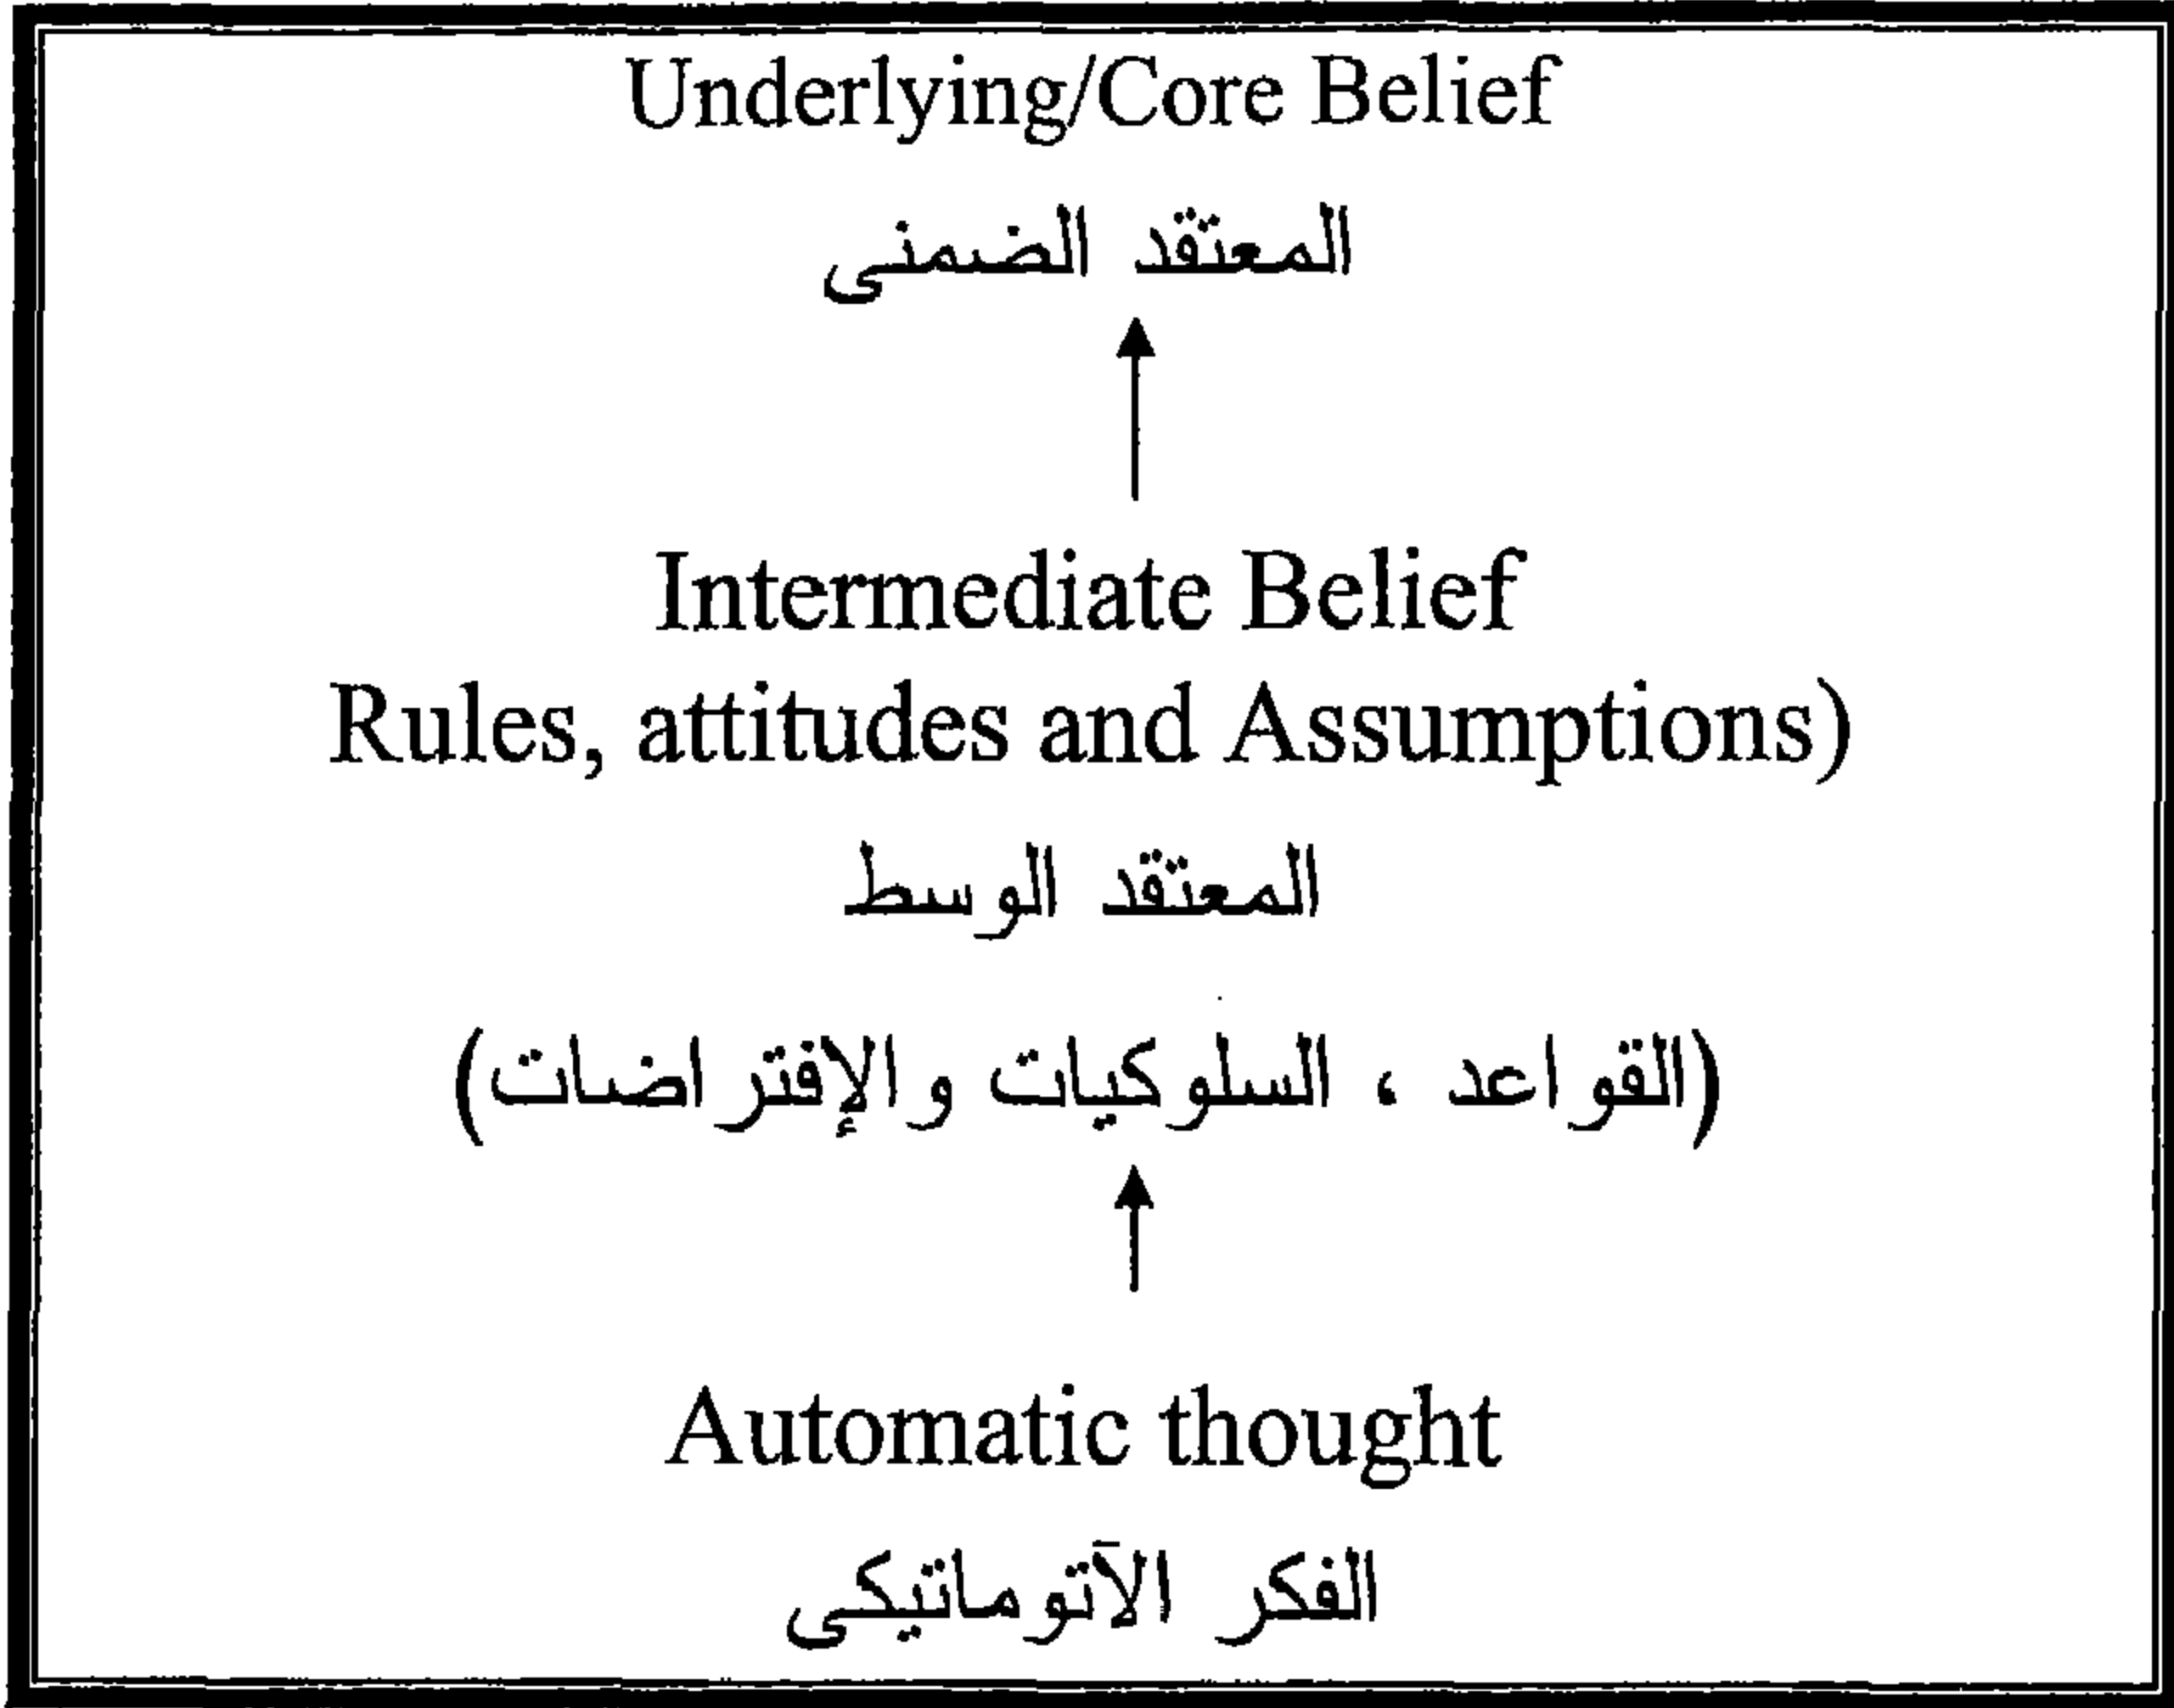 Underlying/Core Belief
المعتقد الضمنى
Intermediate Belief
Rules, attitudes and Assumptions)
المعتقد الوسط
(القواعد ، السلوكيات والإفتراضات)
Automatic thought
الفكر الآتوماتيكى